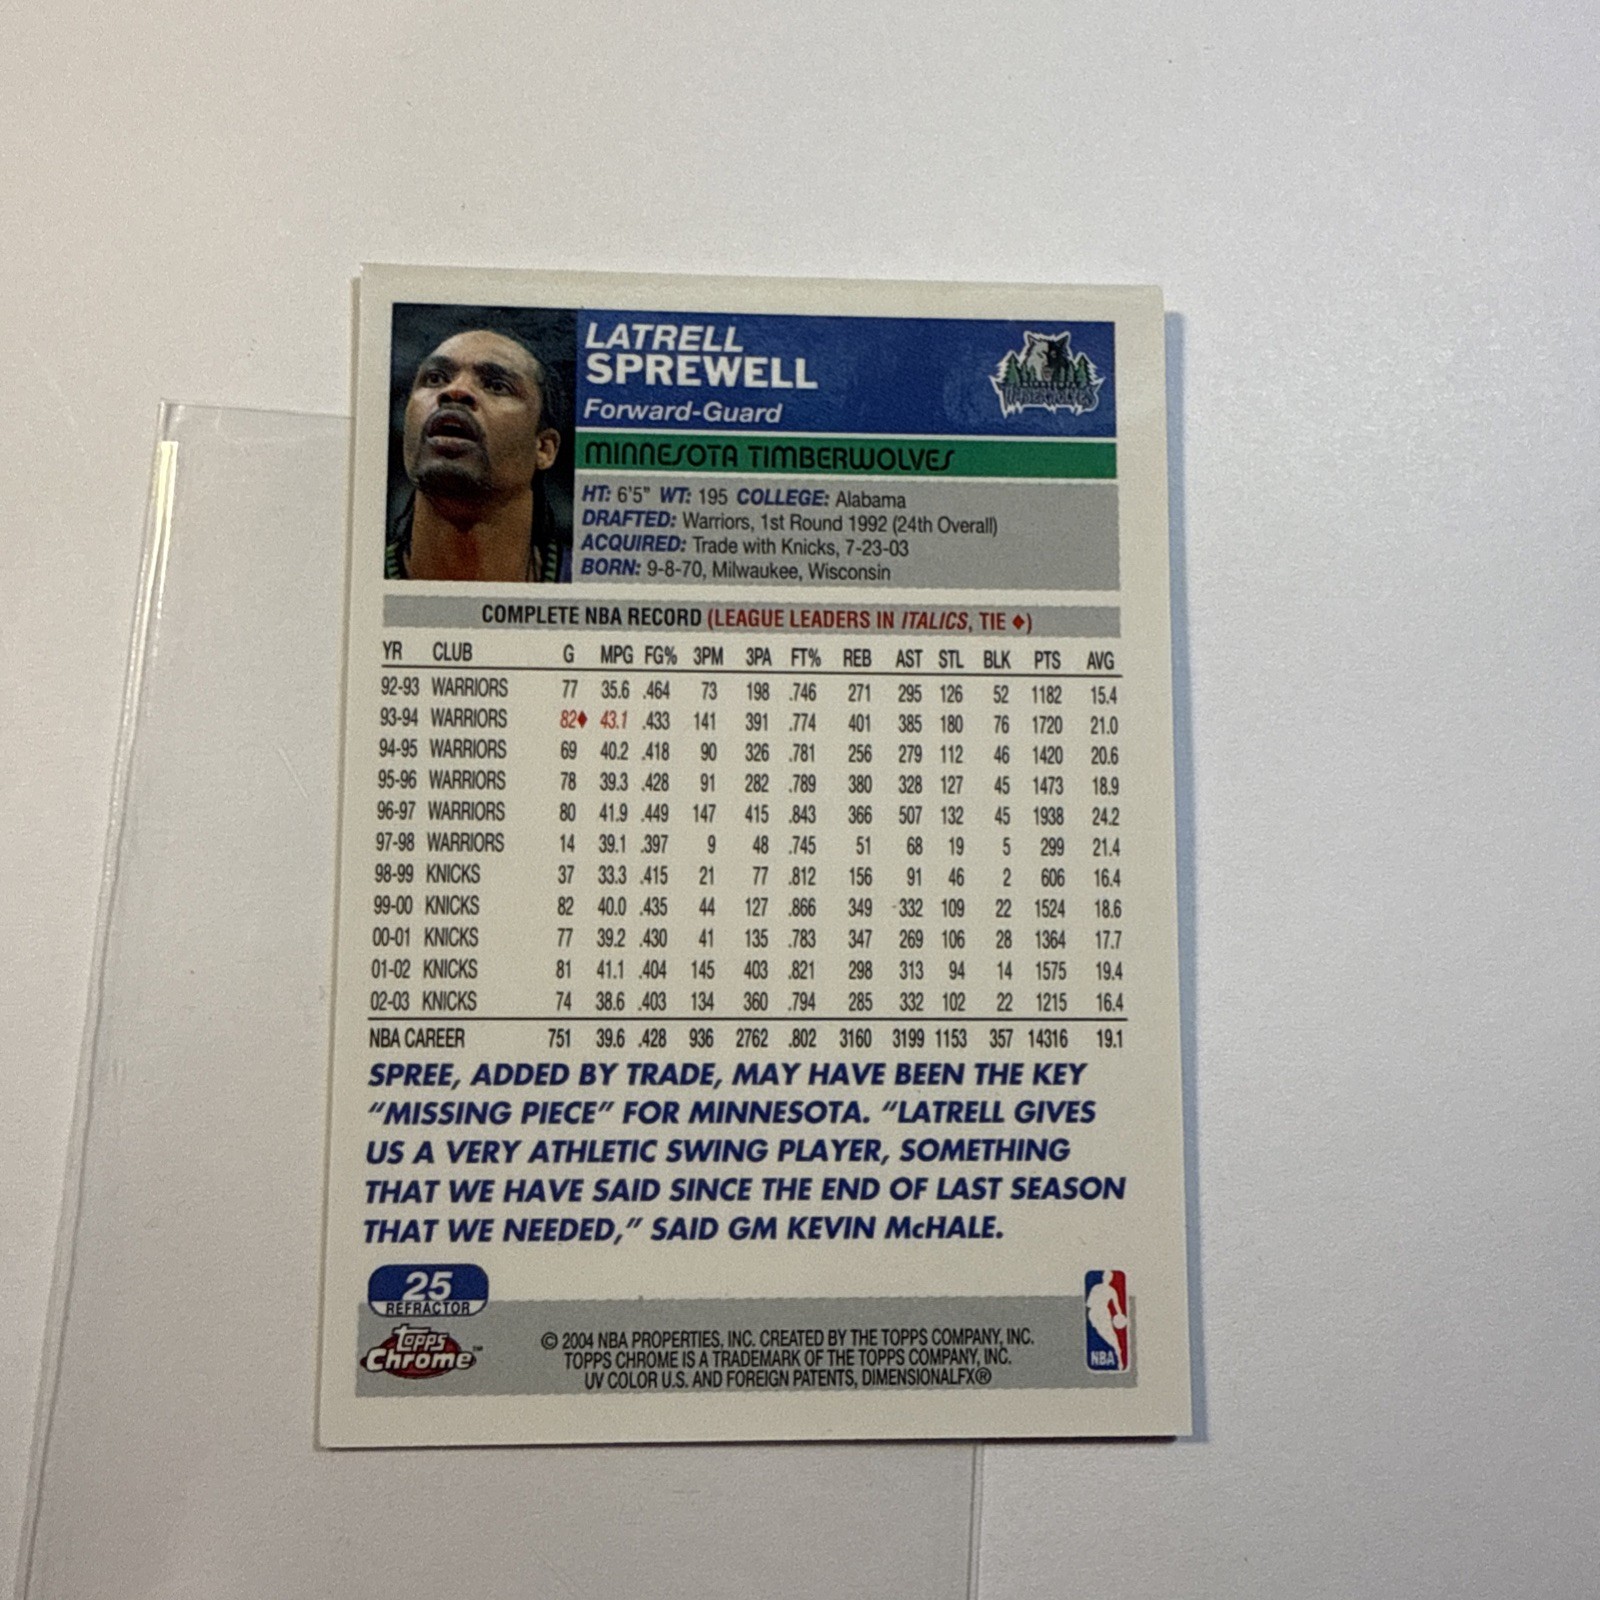 LATRELL
SPREWELL
Forward-Guard
TIMBERWOLVES
MINNESOTA TIMBERWOLVES
HT: 6'5" WT: 195 COLLEGE: Alabama
DRAFTED: Warriors, 1st Round 1992 (24th Overall)
ACQUIRED: Trade with Knicks, 7-23-03
BORN: 9-8-70, Milwaukee, Wisconsin
COMPLETE NBA RECORD (LEAGUE LEADERS IN ITALICS, TIE ♦)
YR CLUB G MPG FG% 3PM 3PA FT% REB AST STL BLK PTS AVG
92-93 WARRIORS 77 35.6 .464 73 198 .746 271 295 126 52 1182 15.4
93-94 WARRIORS 82♦ 43.1 .433 141 391 .774 401 385 180 76 1720 21.0
94-95 WARRIORS 69 40.2 .418 90 326 .781 256 279 112 46 1420 20.6
95-96 WARRIORS 78 39.3 .428 91 282 .789 380 328 127 45 1473 18.9
96-97 WARRIORS 80 41.9 .449 147 415 .843 366 507 132 45 1938 24.2
97-98 WARRIORS 14 39.1 .397 9 48 .745 51 68 19 5 299 21.4
98-99 KNICKS 37 33.3 .415 21 77 .812 156 91 46 2 606 16.4
99-00 KNICKS 82 40.0 .435 44 127 .866 349 332 109 22 1524 18.6
00-01 KNICKS 77 39.2 .430 41 135 .783 347 269 106 28 1364 17.7
01-02 KNICKS 81 41.1 .404 145 403 .821 298 313 94 14 1575 19.4
02-03 KNICKS 74 38.6 .403 134 360 .794 285 332 102 22 1215 16.4
NBA CAREER 751 39.6 .428 936 2762 .802 3160 3199 1153 357 14316 19.1
SPREE, ADDED BY TRADE, MAY HAVE BEEN THE KEY
"MISSING PIECE" FOR MINNESOTA. "LATRELL GIVES
US A VERY ATHLETIC SWING PLAYER, SOMETHING
THAT WE HAVE SAID SINCE THE END OF LAST SEASON
THAT WE NEEDED," SAID GM KEVIN McHALE.
25
REFRACTOR
Topps
Chrome™
© 2004 NBA PROPERTIES, INC. CREATED BY THE TOPPS COMPANY, INC.
TOPPS CHROME IS A TRADEMARK OF THE TOPPS COMPANY, INC.
UV COLOR U.S. AND FOREIGN PATENTS, DIMENSIONALFX®
NBA